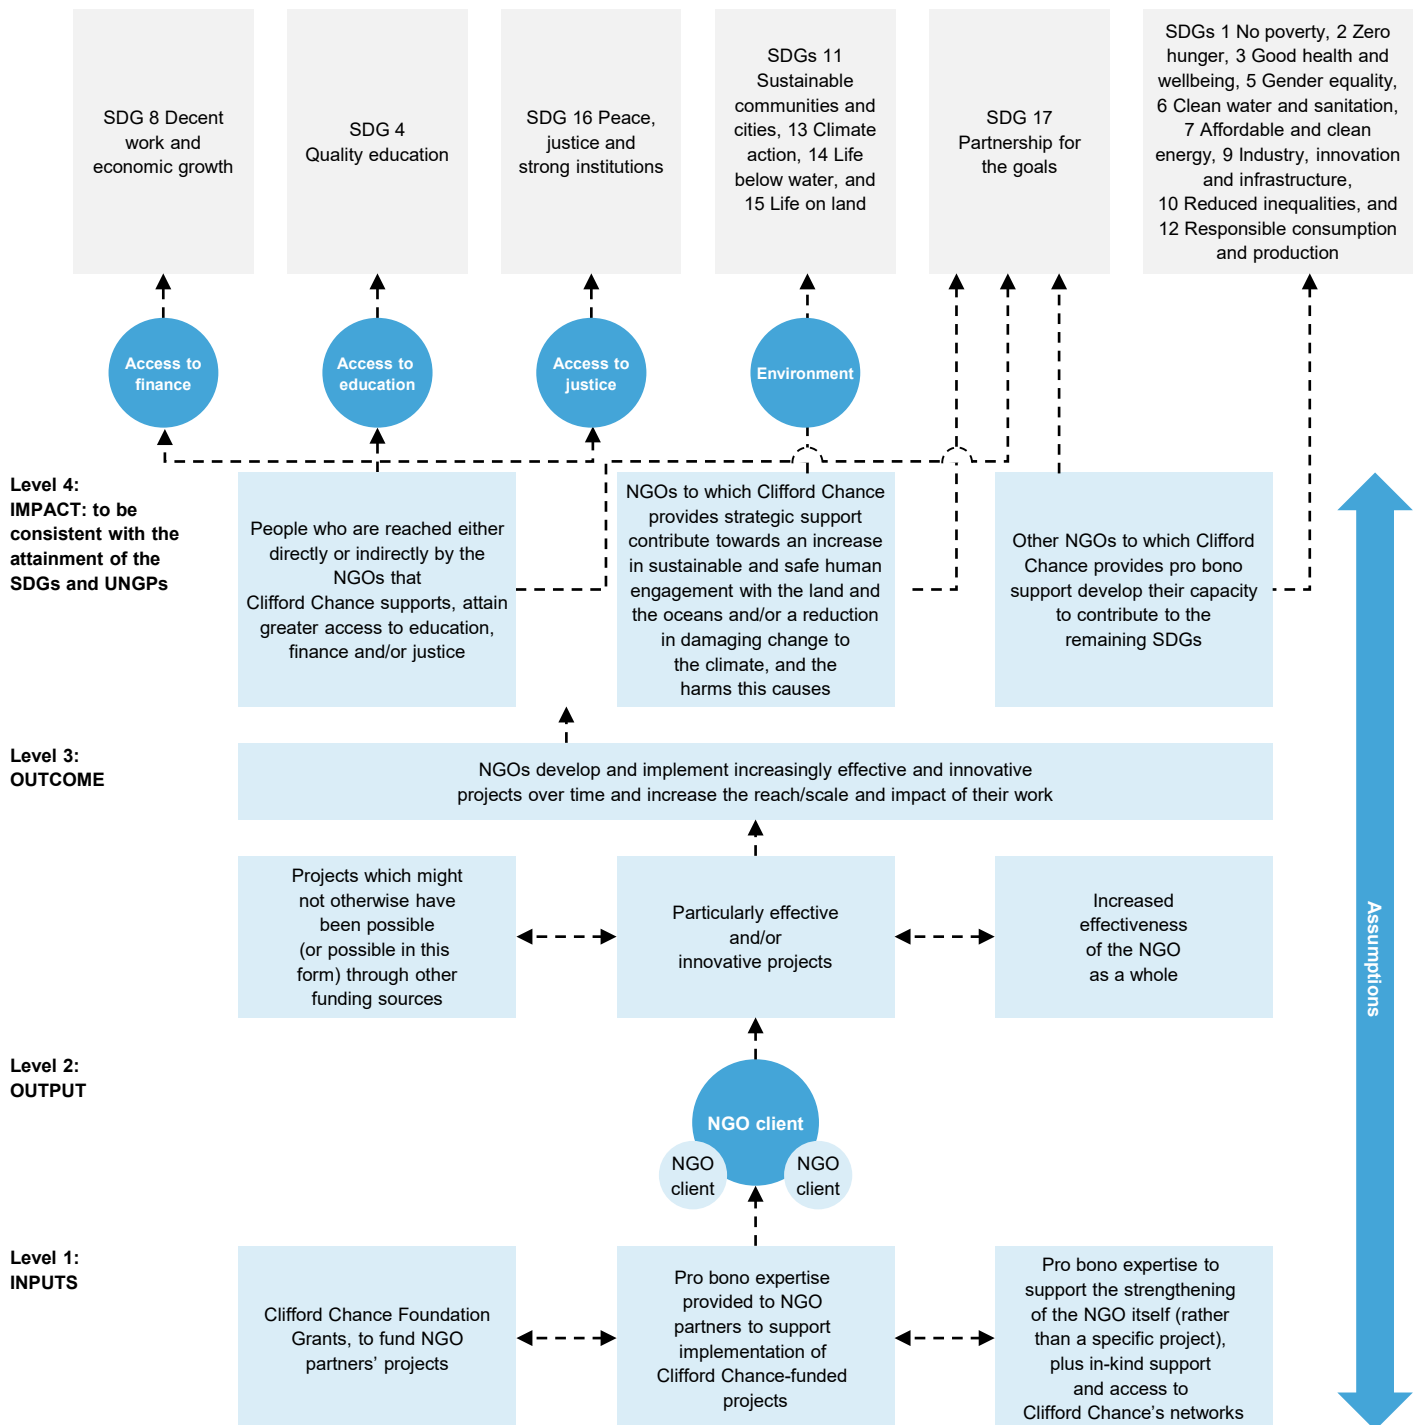 SDG 8 Decent
work and
economic growth
SDG 4
Quality education
SDG 16 Peace,
justice and
strong institutions
SDGs 11
Sustainable
communities and
cities, 13 Climate
action, 14 Life
below water, and
15 Life on land
SDG 17
Partnership for
the goals
SDGs 1 No poverty, 2 Zero
hunger, 3 Good health and
wellbeing, 5 Gender equality,
6 Clean water and sanitation,
7 Affordable and clean
energy, 9 Industry, innovation
and infrastructure,
10 Reduced inequalities, and
12 Responsible consumption
and production
Access to
finance
Access to
education
Access to
justice
Environment
Level 4:
IMPACT: to be
consistent with the
attainment of the
SDGs and UNGPs
People who are reached either
directly or indirectly by the
NGOs that
Clifford Chance supports, attain
greater access to education,
finance and/or justice
NGOs to which Clifford Chance
provides strategic support
contribute towards an increase
in sustainable and safe human
engagement with the land and
the oceans and/or a reduction
in damaging change to
the climate, and the
harms this causes
Other NGOs to which Clifford
Chance provides pro bono
support develop their capacity
to contribute to the
remaining SDGs
Level 3:
OUTCOME
NGOs develop and implement increasingly effective and innovative
projects over time and increase the reach/scale and impact of their work
Projects which might
not otherwise have
been possible
(or possible in this
form) through other
funding sources
Particularly effective
and/or
innovative projects
Increased
effectiveness
of the NGO
as a whole
Assumptions
Level 2:
OUTPUT
NGO client
NGO
client
NGO
client
Level 1:
INPUTS
Clifford Chance Foundation
Grants, to fund NGO
partners’ projects
Pro bono expertise
provided to NGO
partners to support
implementation of
Clifford Chance-funded
projects
Pro bono expertise to
support the strengthening
of the NGO itself (rather
than a specific project),
plus in-kind support
and access to
Clifford Chance’s networks